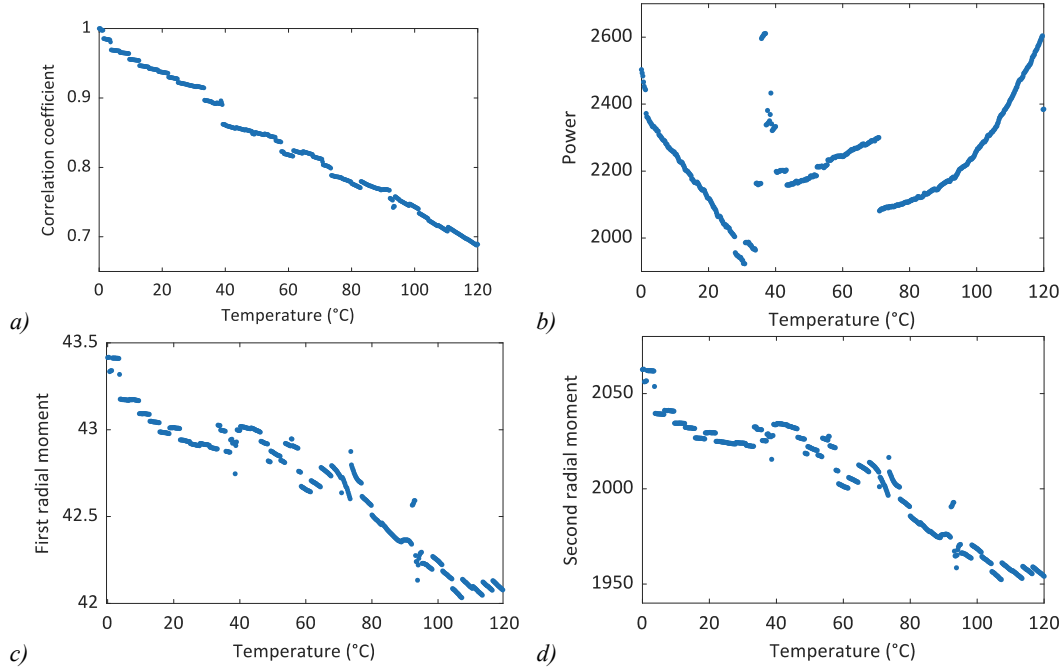 1
0.9
0.8
0.7
0 20 40 60 80 100 120
Correlation coefficient
Temperature (°C)
a)
2600
2400
2200
2000
0 20 40 60 80 100 120
Power
Temperature (°C)
b)
43.5
43
42.5
42
0 20 40 60 80 100 120
First radial moment
Temperature (°C)
c)
2050
2000
1950
0 20 40 60 80 100 120
Second radial moment
Temperature (°C)
d)